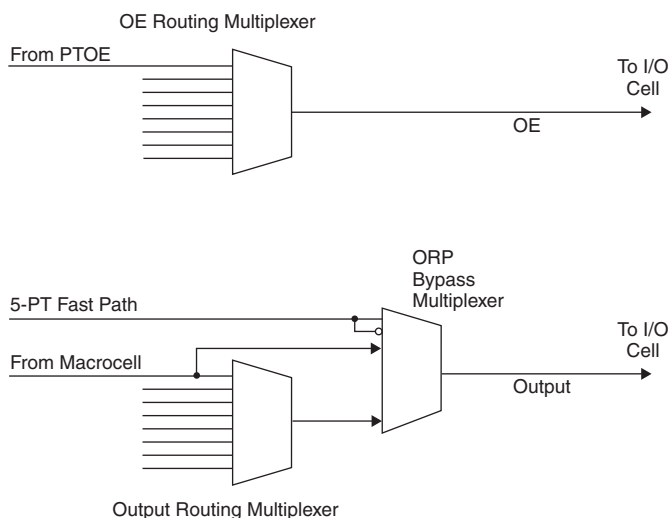 OE Routing Multiplexer
From PTOE
To I/O
Cell
OE
ORP
Bypass
Multiplexer
5-PT Fast Path
To I/O
Cell
From Macrocell
Output
Output Routing Multiplexer